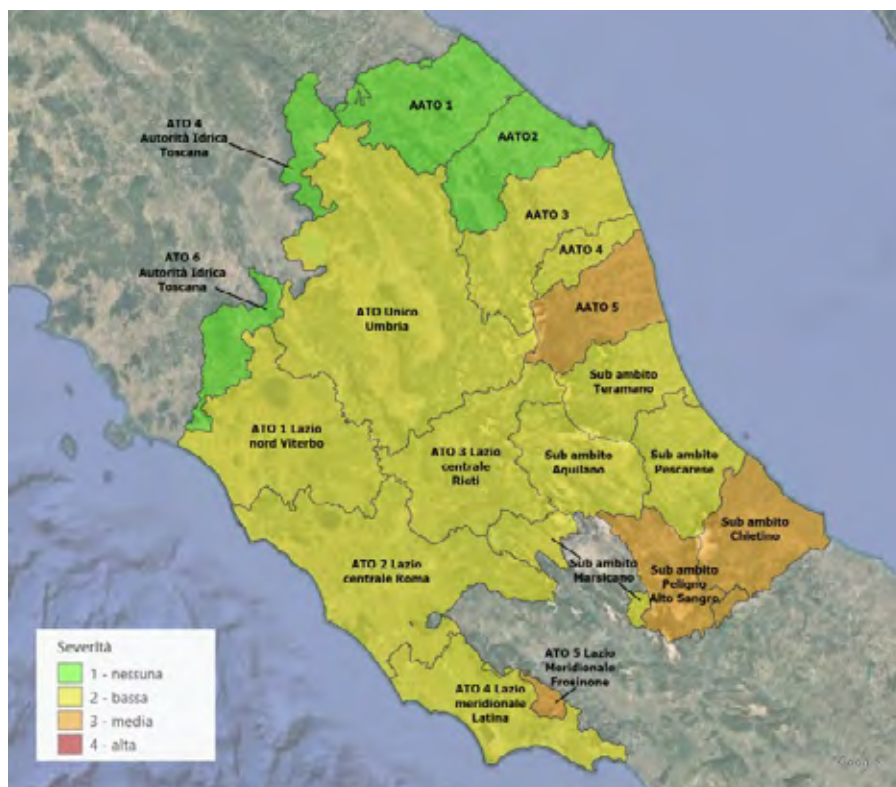 AATO 1
ATO 4
Autorità Idrica
Toscana
AATO2
AATO 3
AATO 4
ATO 6
Autorità Idrica
Toscana
AATO 5
ATO Unico
Umbria
Sub ambito
Teramano
ATO 1 Lazio
nord Viterbo
ATO 3 Lazio
centrale
Rieti
Sub ambito
Aquilano
Sub ambito
Pescarese
Sub ambito
Chietino
ATO 2 Lazio
centrale Roma
Sub ambito
Marsicano
Sub ambito
Peligno
Alto Sangro
ATO 5 Lazio
Meridionale
Frosinone
ATO 4 Lazio
meridionale
Latina
Severità
1 - nessuna
2 - bassa
3 - media
4 - alta